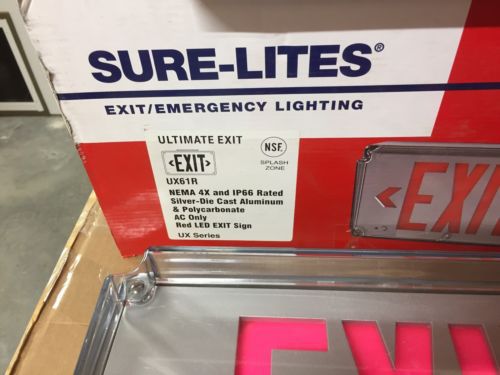 SURE-LITES®
EXIT/EMERGENCY LIGHTING
ULTIMATE EXIT
<EXIT>
UX61R
NEMA 4X and IP66 Rated
Silver-Die Cast Aluminum
& Polycarbonate
AC Only
Red LED EXIT Sign
UX Series
NSF.
SPLASH
ZONE
<EXI
EXI